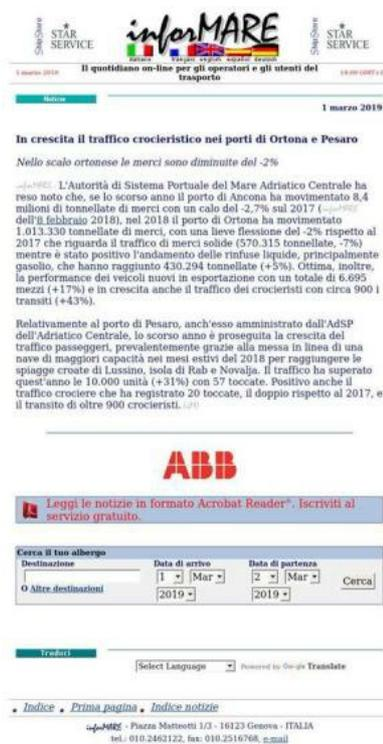 ShipStore
STAR
SERVICE
inforMARE
ShipStore
STAR
SERVICE
italiano français english español deutsch
1 marzo 2019
Il quotidiano on-line per gli operatori e gli utenti del
trasporto
Notizie
1 marzo 2019
In crescita il traffico crocieristico nei porti di Ortona e Pesaro
Nello scalo ortonese le merci sono diminuite del -2%
L'Autorità di Sistema Portuale del Mare Adriatico Centrale ha
reso noto che, se lo scorso anno il porto di Ancona ha movimentato 8,4
milioni di tonnellate di merci con un calo del -2,7% sul 2017 (inforMARE
dell'8 febbraio 2018), nel 2018 il porto di Ortona ha movimentato
1.013.330 tonnellate di merci, con una lieve flessione del -2% rispetto al
2017 che riguarda il traffico di merci solide (570.315 tonnellate, -7%)
mentre è stato positivo l'andamento delle rinfuse liquide, principalmente
gasolio, che hanno raggiunto 430.294 tonnellate (+5%). Ottima, inoltre,
la performance dei veicoli nuovi in esportazione con un totale di 6.695
mezzi (+17%) e in crescita anche il traffico dei crocieristi con circa 900 i
transiti (+43%).
Relativamente al porto di Pesaro, anch'esso amministrato dall'AdSP
dell'Adriatico Centrale, lo scorso anno è proseguita la crescita del
traffico passeggeri, prevalentemente grazie alla messa in linea di una
nave di maggiori capacità nei mesi estivi del 2018 per raggiungere le
spiagge croate di Lussino, isola di Rab e Novalja. Il traffico ha superato
quest'anno le 10.000 unità (+31%) con 57 toccate. Positivo anche il
traffico crociere che ha registrato 20 toccate, il doppio rispetto al 2017, e
il transito di oltre 900 crocieristi.
ABB
Leggi le notizie in formato Acrobat Reader®. Iscriviti al
servizio gratuito.
Cerca il tuo albergo
Destinazione Data di arrivo Data di partenza
1 Mar 2 Mar Cerca
O Altre destinazioni 2019 2019
Traduci
Select Language Powered by Google Translate
Indice Prima pagina Indice notizie
inforMARE - Piazza Matteotti 1/3 - 16123 Genova - ITALIA
tel.: 010.2462122, fax: 010.2516768, e-mail